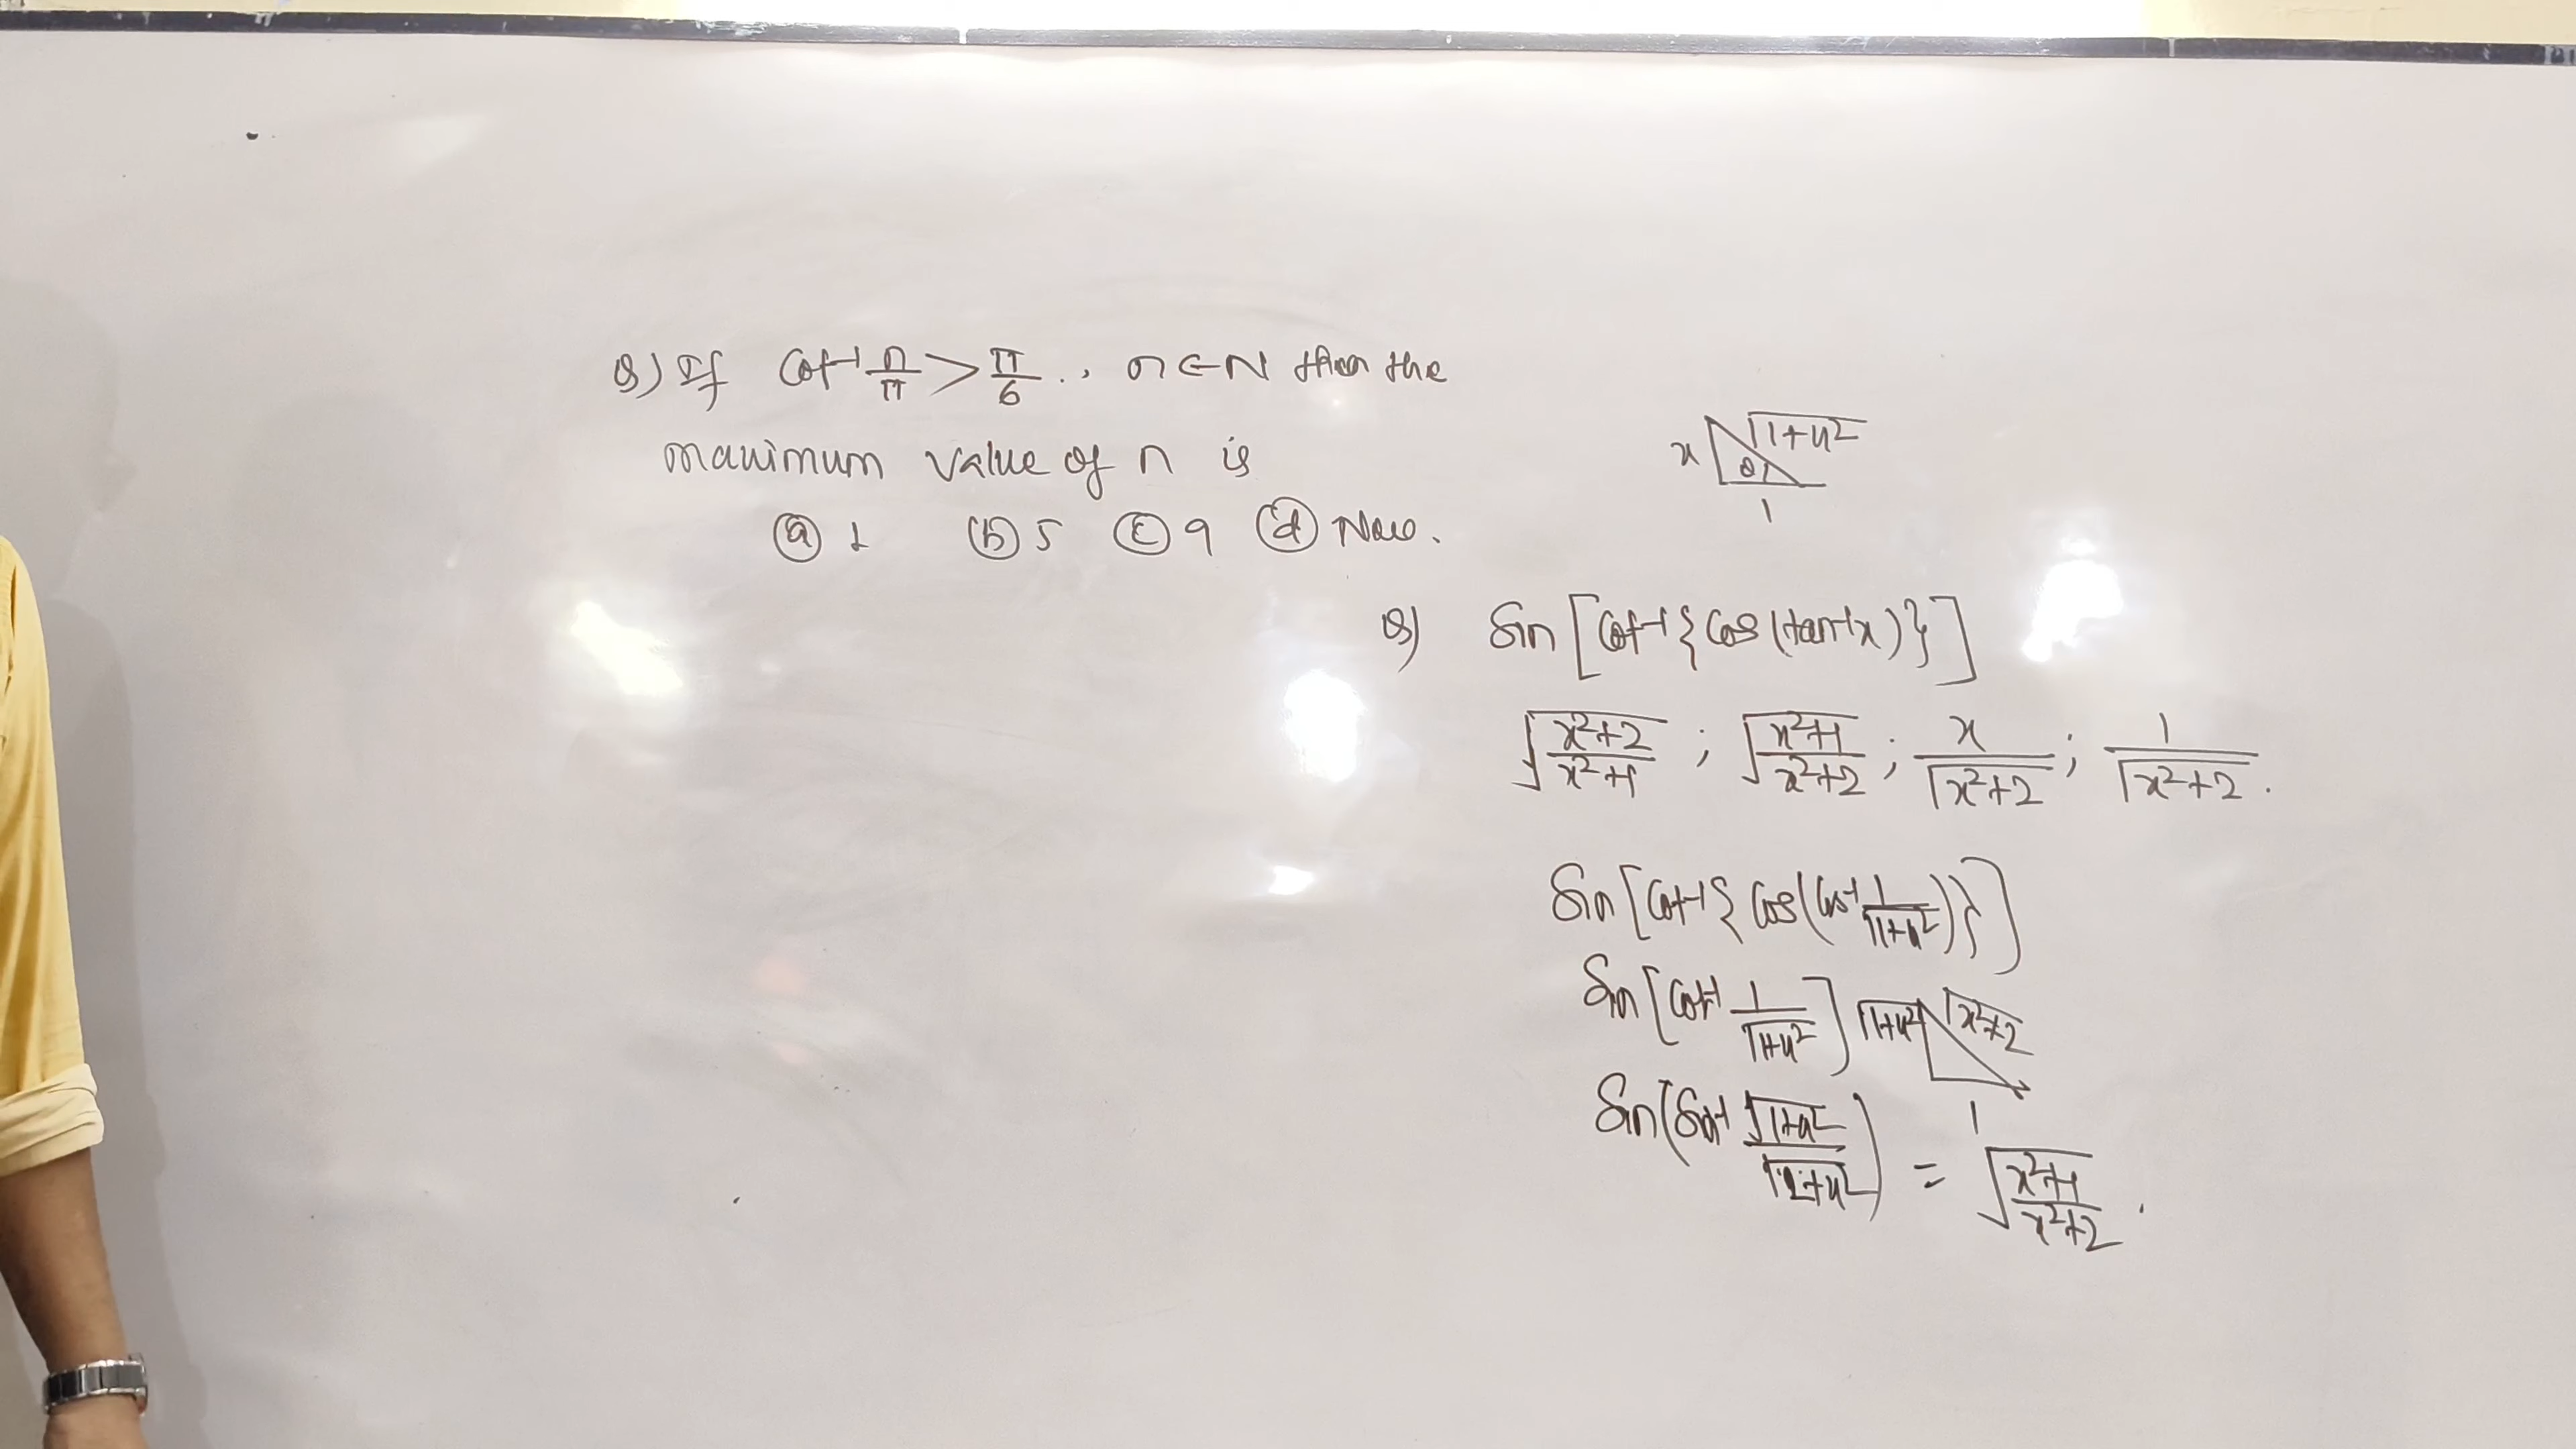 Q) If Cot⁻¹ n/π > π/6 ., n ∈ N then the
maximum value of n is
ⓐ 1 ⓑ 5 ⓒ 9 ⓓ None.
x √1+x²
θ
1
Q) Sin [Cot⁻¹{Cos(tan⁻¹x)}]
√(x²+2)/(x²+1) ; √(x²+1)/(x²+2) ; x/√x²+2 ; 1/√x²+2 .
Sin [Cot⁻¹{Cos(Cos⁻¹ 1/√1+x²)}]
Sin [Cot⁻¹ 1/√1+x²] √1+x² √x²+2
1
Sin(Sin⁻¹ √1+x²/√2+x²) = √(x²+1)/(x²+2) .